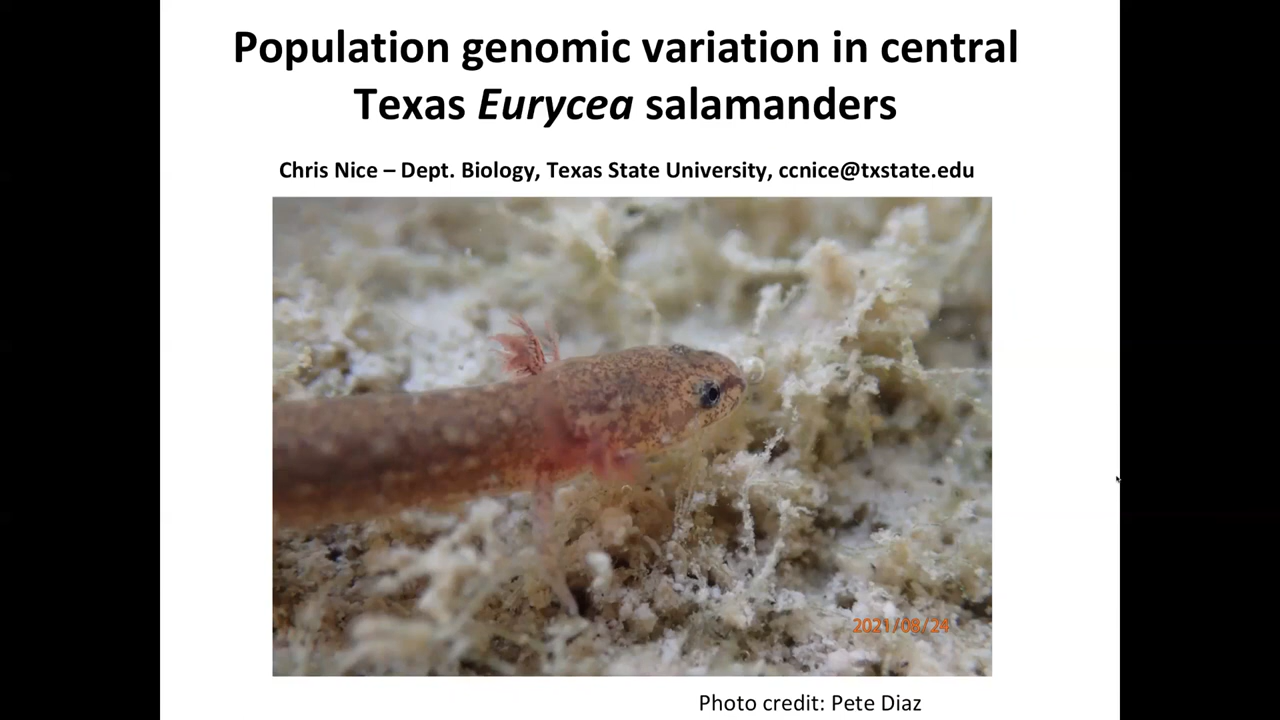 Population genomic variation in central
Texas Eurycea salamanders
Chris Nice – Dept. Biology, Texas State University, ccnice@txstate.edu
2021/08/24
Photo credit: Pete Diaz